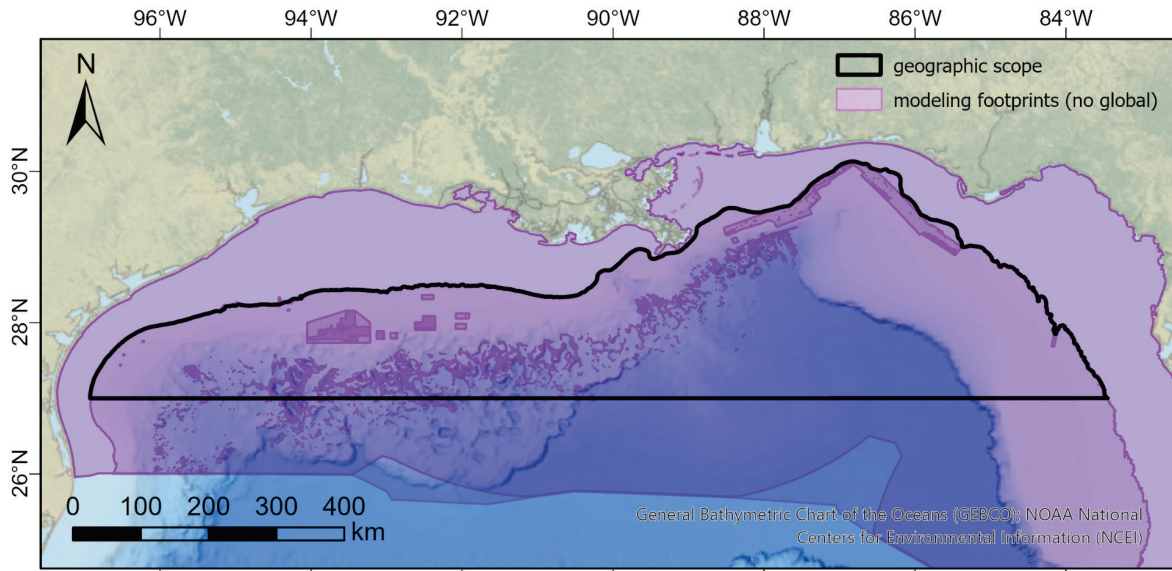 96°W 94°W 92°W 90°W 88°W 86°W 84°W
N
geographic scope
modeling footprints (no global)
30°N
28°N
26°N
0 100 200 300 400
km
General Bathymetric Chart of the Oceans (GEBCO); NOAA National
Centers for Environmental Information (NCEI)